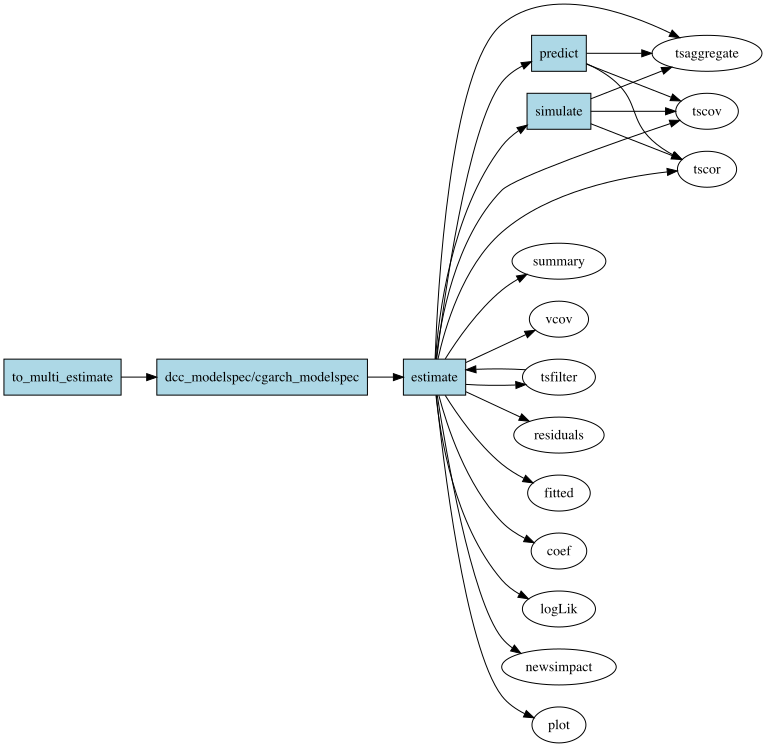 predict
tsaggregate
simulate
tscov
tscor
summary
vcov
to_multi_estimate
dcc_modelspec/cgarch_modelspec
estimate
tsfilter
residuals
fitted
coef
logLik
newsimpact
plot